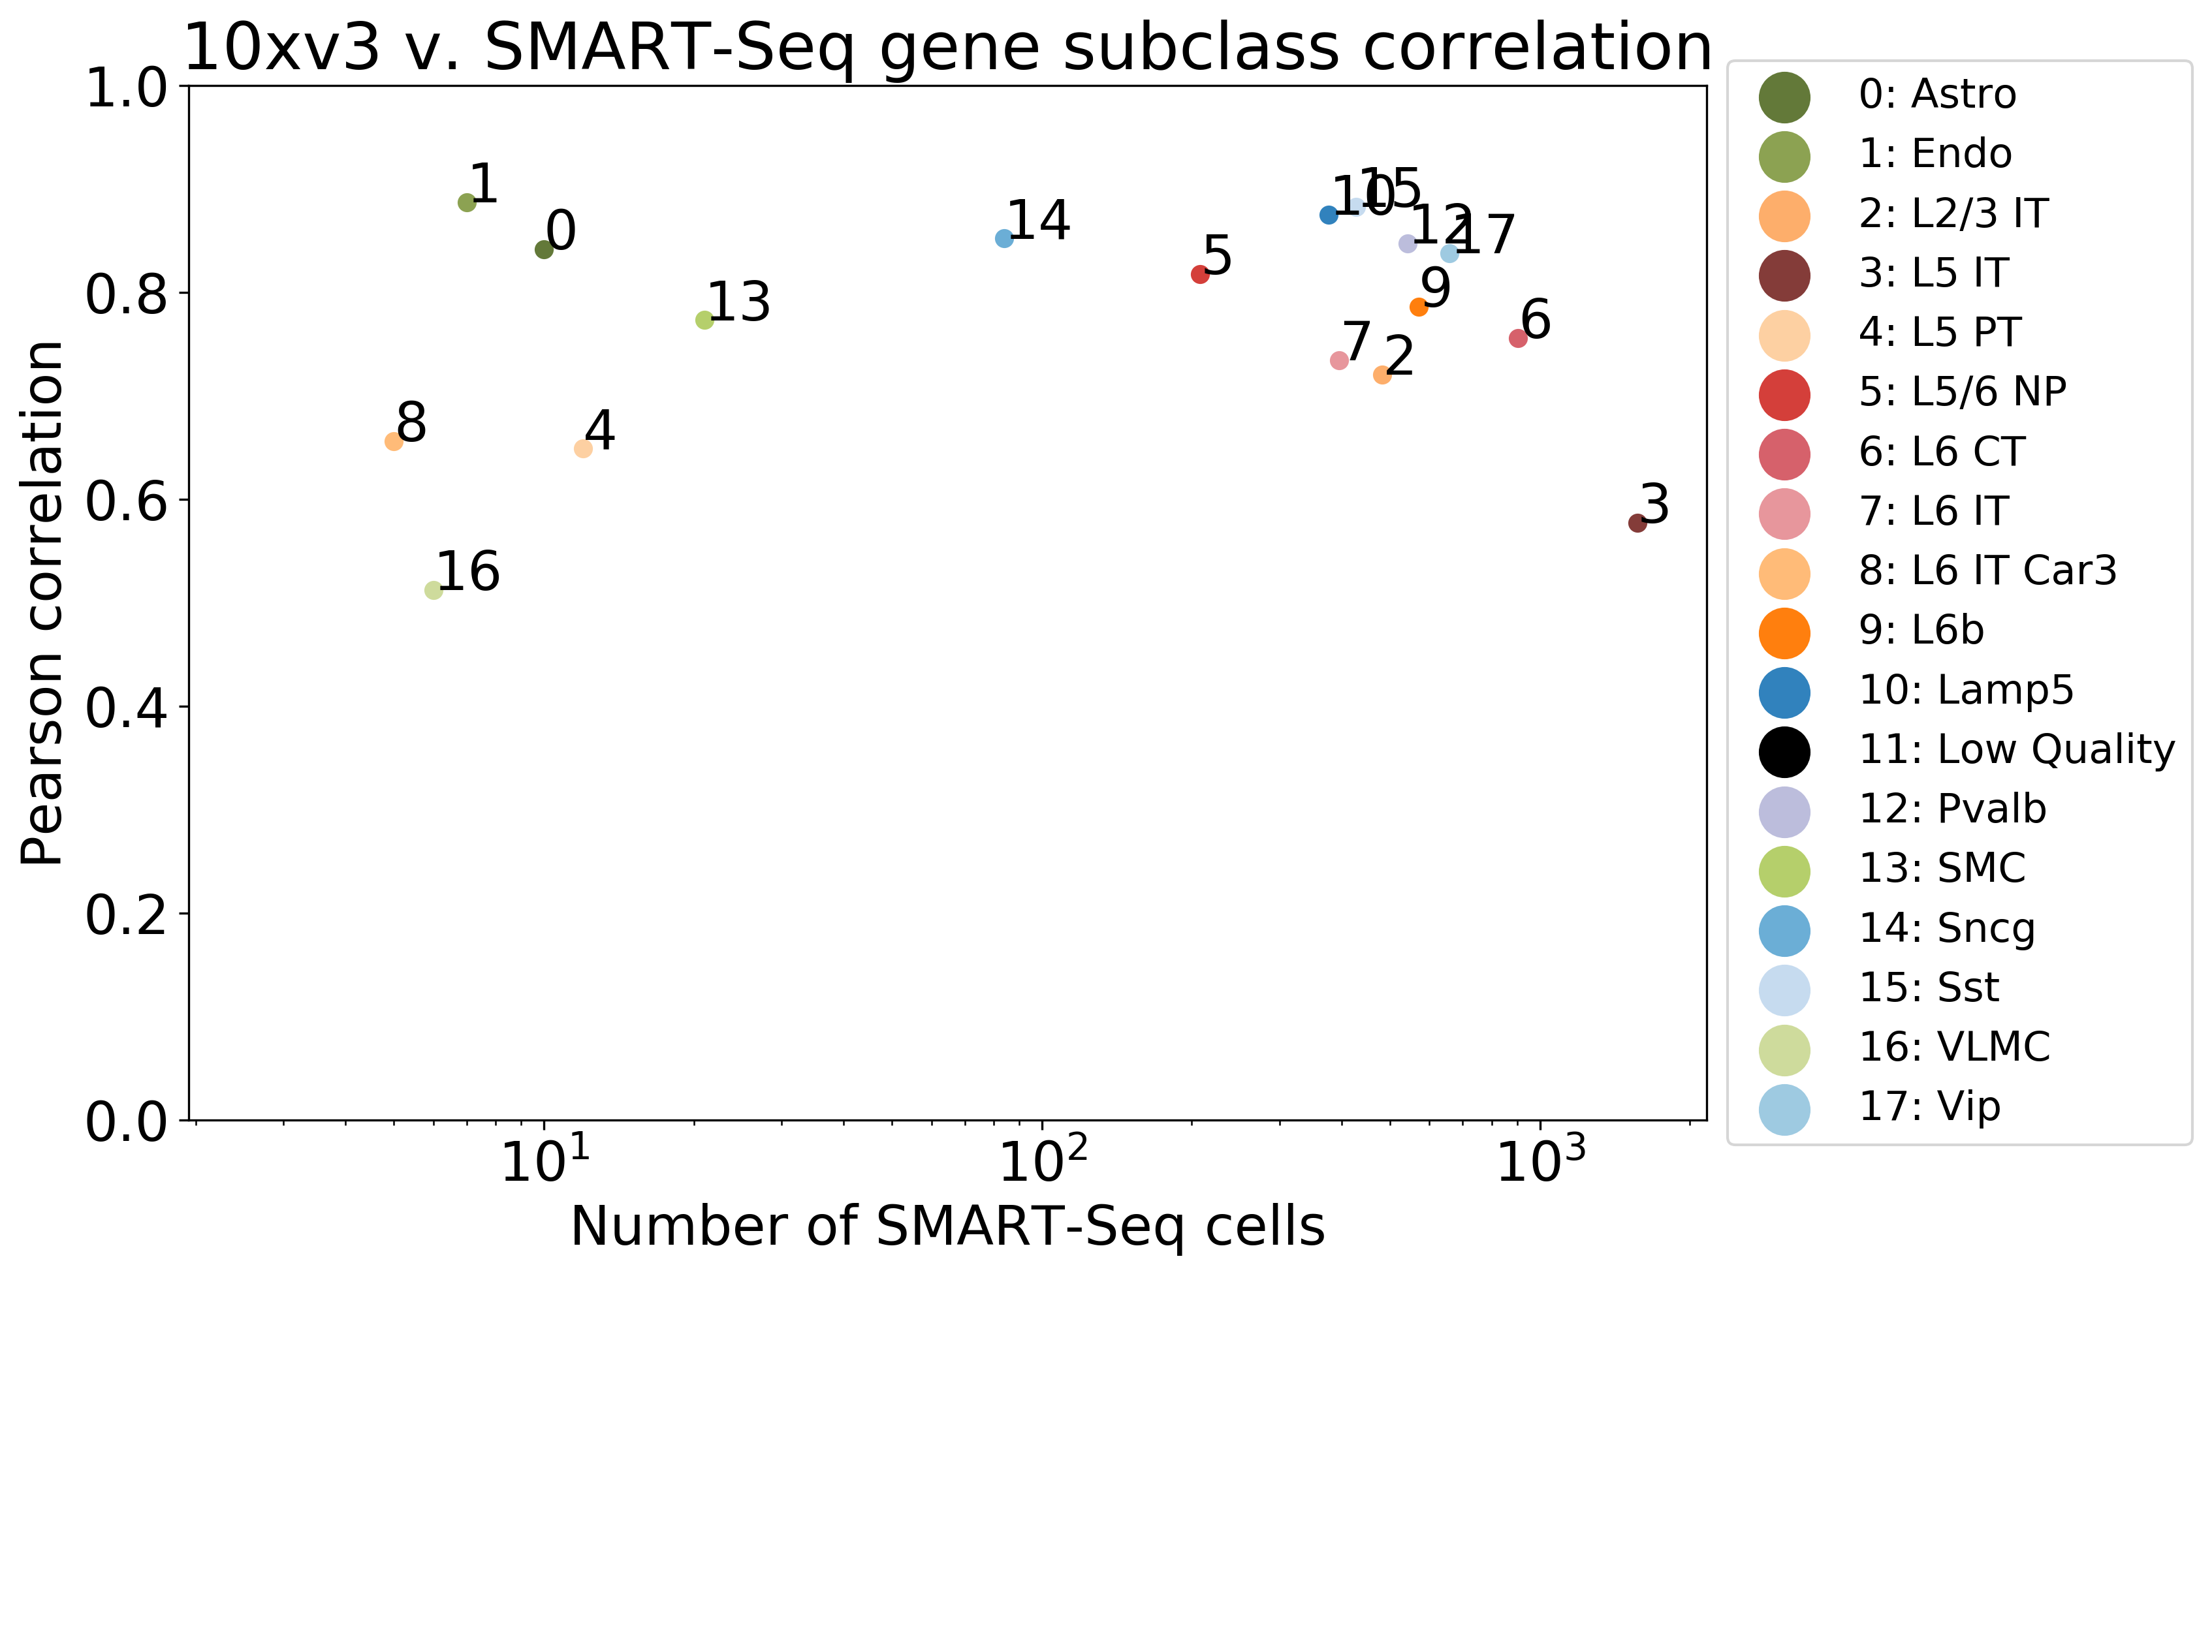 10xv3 v. SMART-Seq gene subclass correlation
1.0
0.8
0.6
0.4
0.2
0.0
Pearson correlation
1
0
14
13
5
10
15
12
17
9
6
7
2
8
4
3
16
10¹
10²
10³
Number of SMART-Seq cells
0: Astro
1: Endo
2: L2/3 IT
3: L5 IT
4: L5 PT
5: L5/6 NP
6: L6 CT
7: L6 IT
8: L6 IT Car3
9: L6b
10: Lamp5
11: Low Quality
12: Pvalb
13: SMC
14: Sncg
15: Sst
16: VLMC
17: Vip